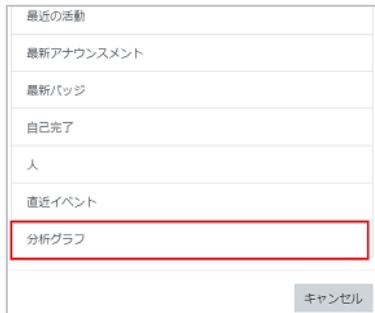 最近の活動
最新アナウンスメント
最新バッジ
自己完了
人
直近イベント
分析グラフ
キャンセル